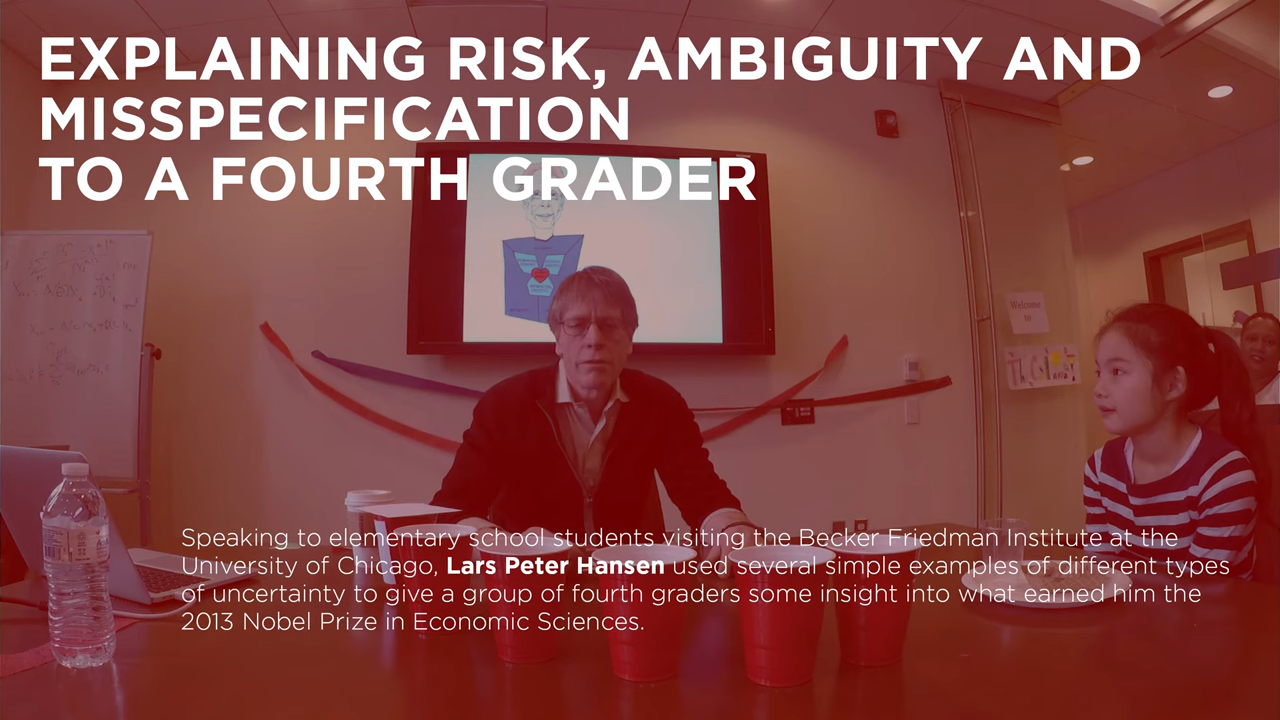 EXPLAINING RISK, AMBIGUITY AND
MISSPECIFICATION
TO A FOURTH GRADER
Welcome
to
Speaking to elementary school students visiting the Becker Friedman Institute at the
University of Chicago, Lars Peter Hansen used several simple examples of different types
of uncertainty to give a group of fourth graders some insight into what earned him the
2013 Nobel Prize in Economic Sciences.